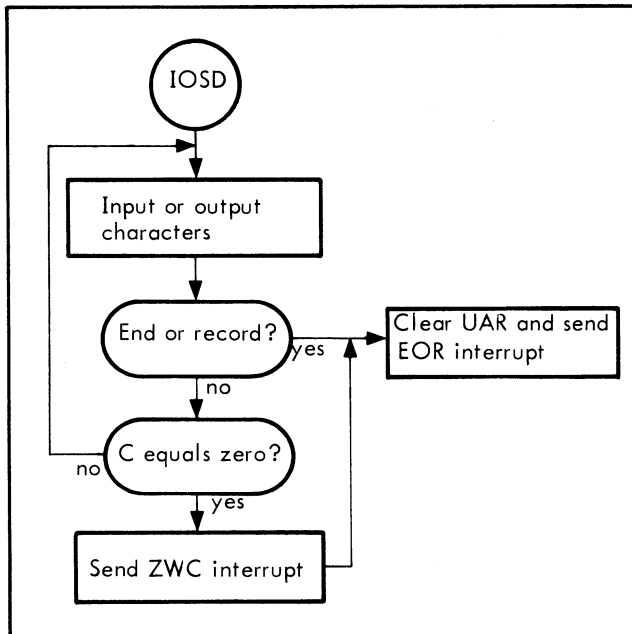 IOSD
Input or output
characters
End or record?
yes
Clear UAR and send
EOR interrupt
no
C equals zero?
no
yes
Send ZWC interrupt